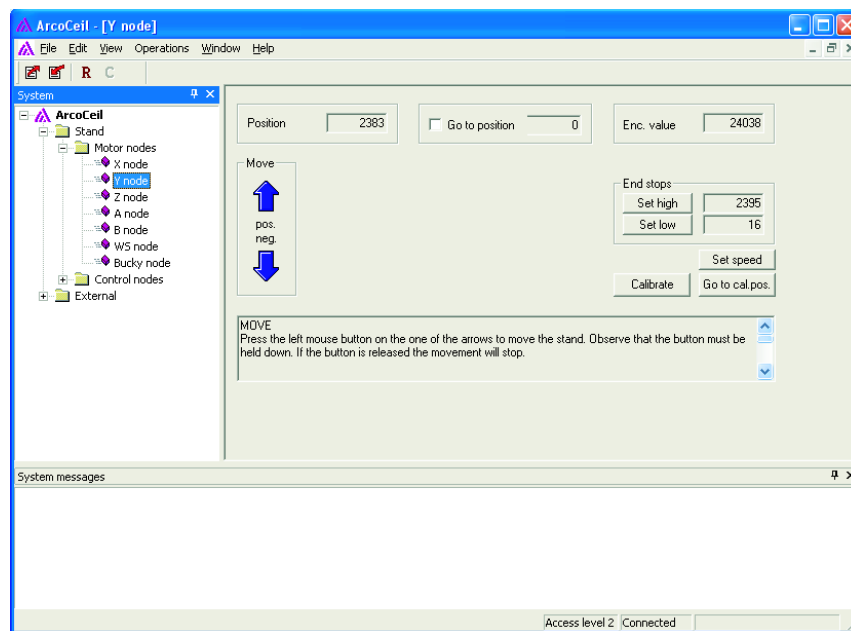 ArcoCeil - [Y node]
File Edit View Operations Window Help
R C
System
ArcoCeil
Stand
Motor nodes
X node
Y node
Z node
A node
B node
WS node
Bucky node
Control nodes
External
Position 2383
Go to position 0
Enc. value 24038
Move
pos.
neg.
End stops
Set high 2395
Set low 16
Set speed
Calibrate Go to cal.pos.
MOVE
Press the left mouse button on the one of the arrows to move the stand. Observe that the button must be
held down. If the button is released the movement will stop.
System messages
Access level 2 Connected